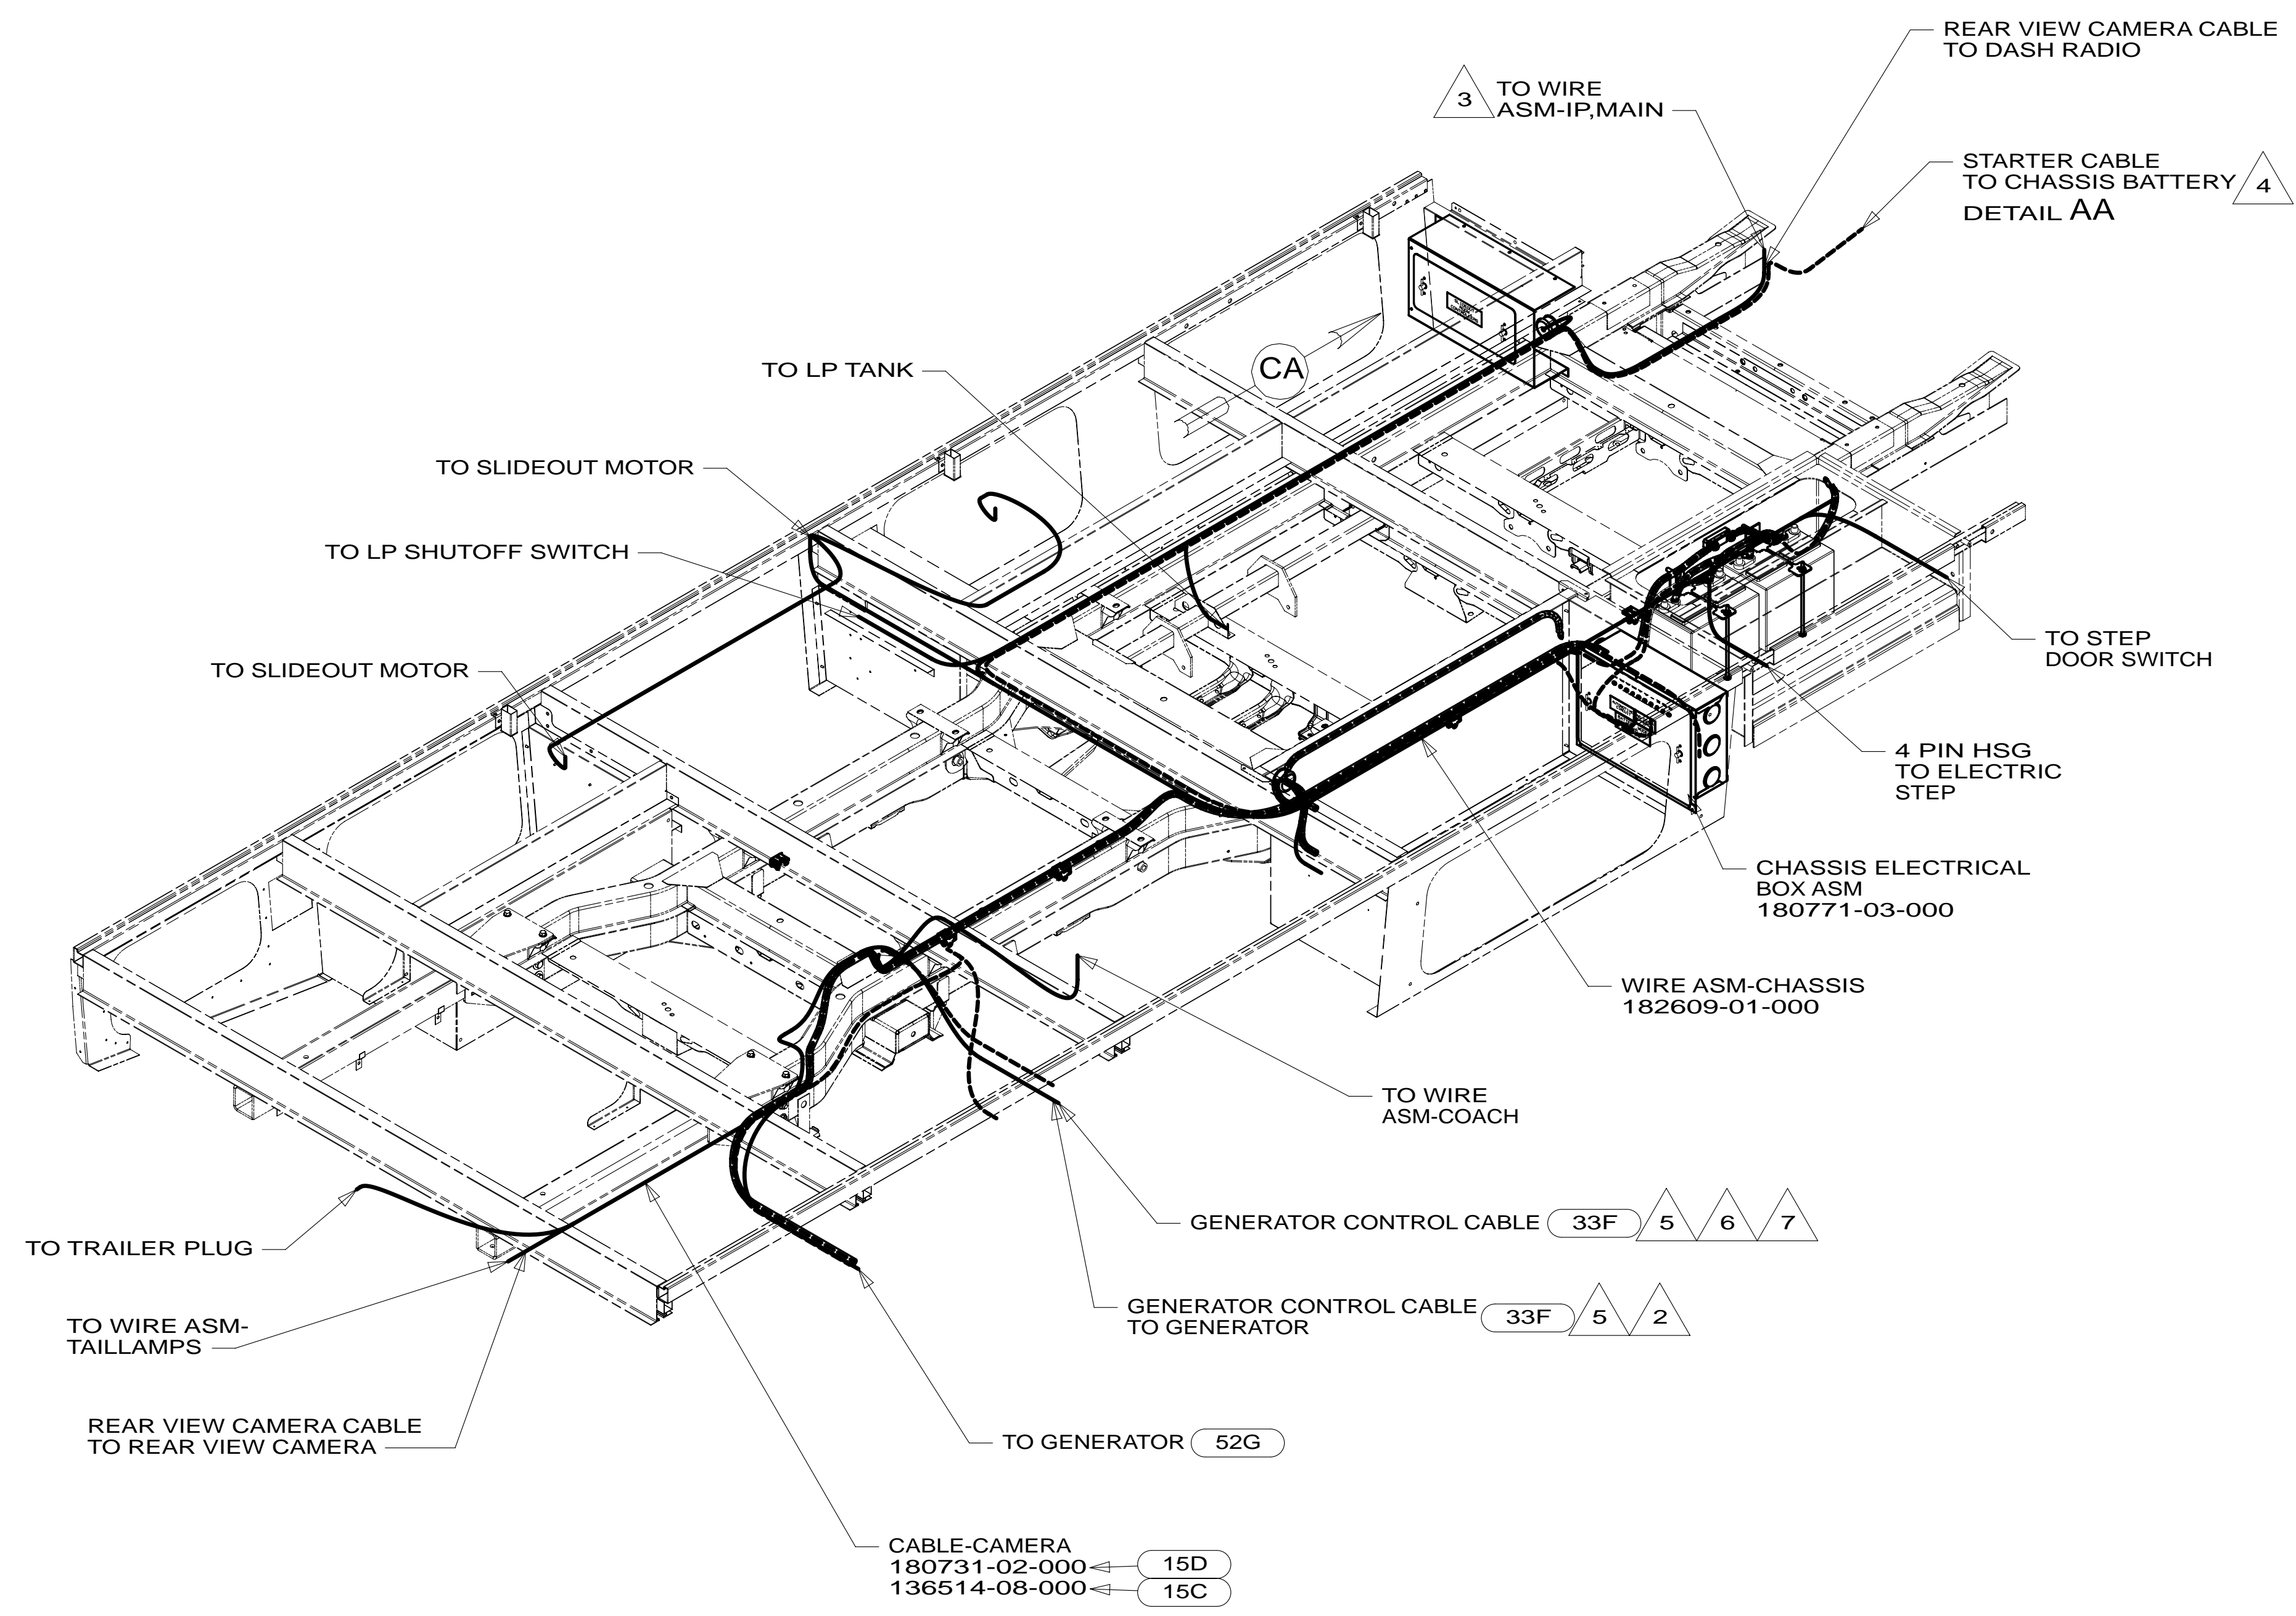 REAR VIEW CAMERA CABLE
TO DASH RADIO
3
TO WIRE
ASM-IP,MAIN
STARTER CABLE
TO CHASSIS BATTERY
4
DETAIL AA
CA
TO LP TANK
TO SLIDEOUT MOTOR
TO LP SHUTOFF SWITCH
TO SLIDEOUT MOTOR
TO STEP
DOOR SWITCH
4 PIN HSG
TO ELECTRIC
STEP
CHASSIS ELECTRICAL
BOX ASM
180771-03-000
WIRE ASM-CHASSIS
182609-01-000
TO WIRE
ASM-COACH
GENERATOR CONTROL CABLE 33F 5 6 7
TO TRAILER PLUG
GENERATOR CONTROL CABLE
TO GENERATOR
33F 5 2
TO WIRE ASM-
TAILLAMPS
REAR VIEW CAMERA CABLE
TO REAR VIEW CAMERA
TO GENERATOR 52G
CABLE-CAMERA
180731-02-000 15D
136514-08-000 15C